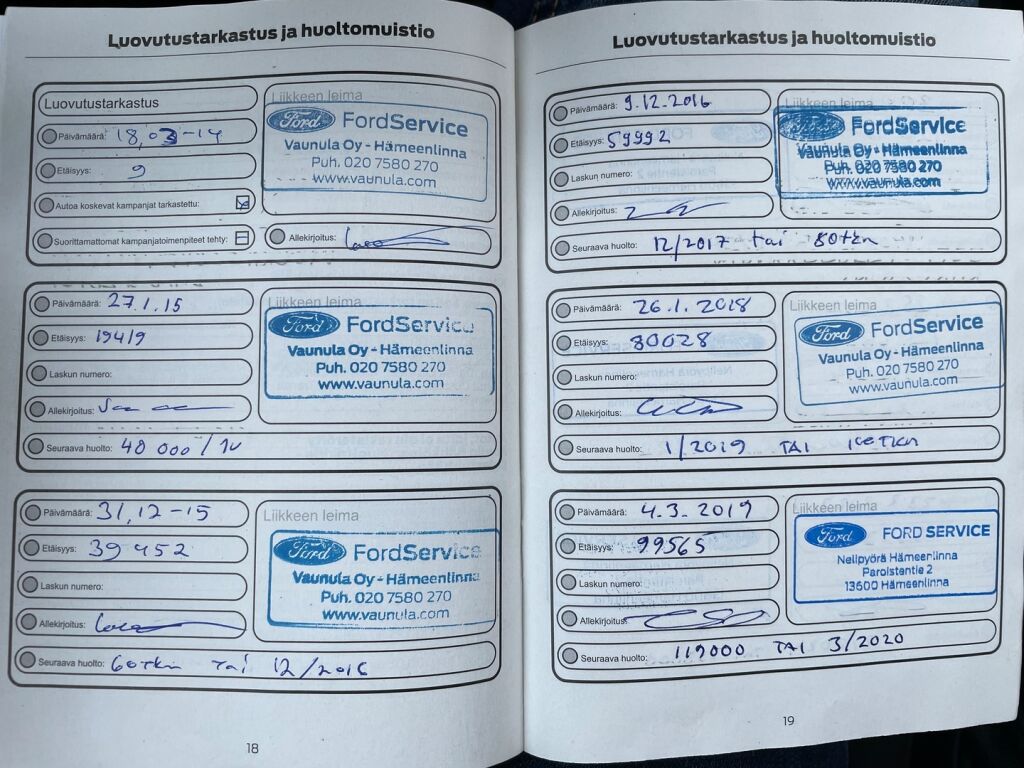 Luovutustarkastus ja huoltomuistio
Luovutustarkastus
Päivämäärä: 18,03-14
Etäisyys: 9
Autoa koskevat kampanjat tarkastettu:
Suorittamattomat kampanjatoimenpiteet tehty:
Liikkeen leima
Ford FordService
Vaunula Oy - Hämeenlinna
Puh. 020 7580 270
www.vaunula.com
Allekirjoitus:
Päivämäärä: 27.1.15
Etäisyys: 19419
Laskun numero:
Allekirjoitus:
Seuraava huolto: 40 000 / 1v
Liikkeen leima
Ford FordService
Vaunula Oy - Hämeenlinna
Puh. 020 7580 270
www.vaunula.com
Päivämäärä: 31,12-15
Etäisyys: 39452
Laskun numero:
Allekirjoitus:
Seuraava huolto: 60tkm tai 12/2016
Liikkeen leima
Ford FordService
Vaunula Oy - Hämeenlinna
Puh. 020 7580 270
www.vaunula.com
18
Luovutustarkastus ja huoltomuistio
Päivämäärä: 9.12.2016
Etäisyys: 59992
Laskun numero:
Allekirjoitus:
Seuraava huolto: 12/2017 tai 80tkm
Liikkeen leima
Ford FordService
Vaunula Oy - Hämeenlinna
Puh. 020 7580 270
www.vaunula.com
Päivämäärä: 26.1.2018
Etäisyys: 80028
Laskun numero:
Allekirjoitus:
Seuraava huolto: 1/2019 TAI 100tkm
Liikkeen leima
Ford FordService
Vaunula Oy - Hämeenlinna
Puh. 020 7580 270
www.vaunula.com
Päivämäärä: 4.3.2019
Etäisyys: 99565
Laskun numero:
Allekirjoitus:
Seuraava huolto: 119000 TAI 3/2020
Liikkeen leima
Ford FORD SERVICE
Nelipyörä Hämeenlinna
Paroistentie 2
13600 Hämeenlinna
19